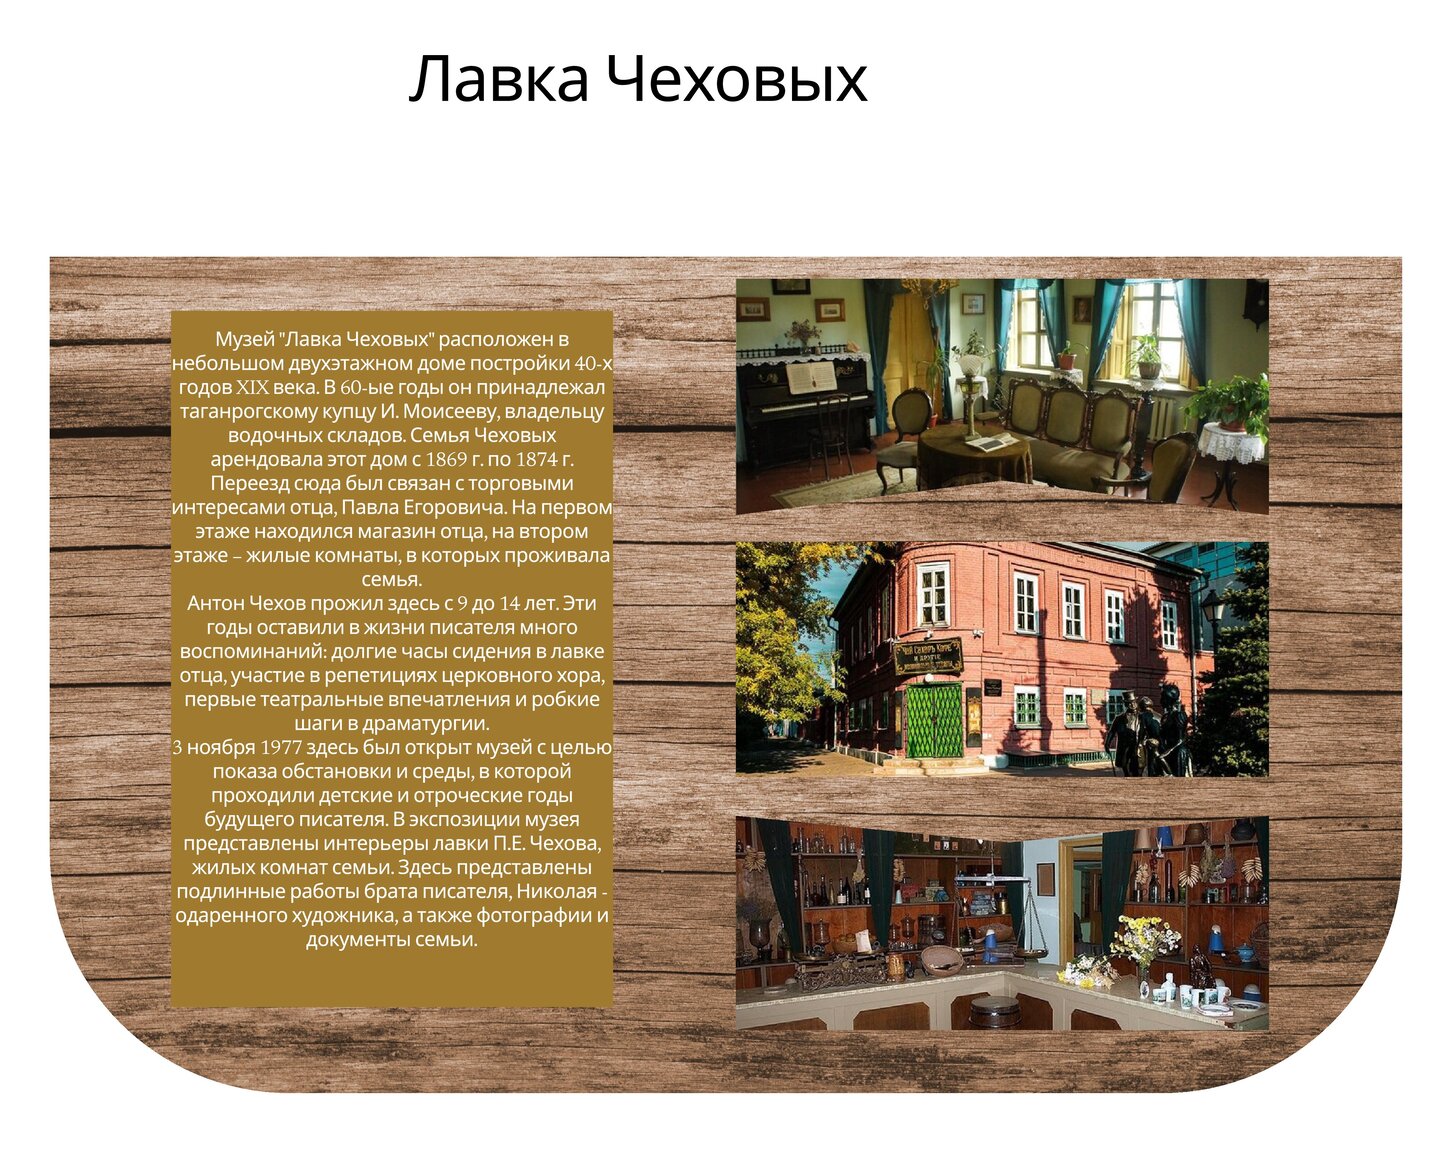 Лавка Чеховых
Музей "Лавка Чеховых" расположен в
небольшом двухэтажном доме постройки 40-х
годов XIX века. В 60-ые годы он принадлежал
таганрогскому купцу И. Моисееву, владельцу
водочных складов. Семья Чеховых
арендовала этот дом с 1869 г. по 1874 г.
Переезд сюда был связан с торговыми
интересами отца, Павла Егоровича. На первом
этаже находился магазин отца, на втором
этаже – жилые комнаты, в которых проживала
семья.
Антон Чехов прожил здесь с 9 до 14 лет. Эти
годы оставили в жизни писателя много
воспоминаний: долгие часы сидения в лавке
отца, участие в репетициях церковного хора,
первые театральные впечатления и робкие
шаги в драматургии.
3 ноября 1977 здесь был открыт музей с целью
показа обстановки и среды, в которой
проходили детские и отроческие годы
будущего писателя. В экспозиции музея
представлены интерьеры лавки П.Е. Чехова,
жилых комнат семьи. Здесь представлены
подлинные работы брата писателя, Николая -
одаренного художника, а также фотографии и
документы семьи.
И ДРУГІЕ